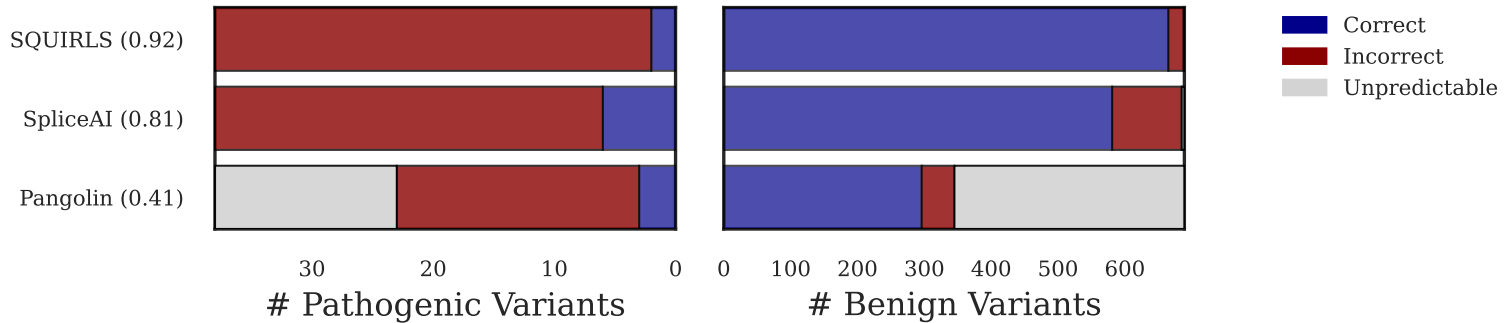 SQUIRLS (0.92)
SpliceAI (0.81)
Pangolin (0.41)
30 20 10 0
# Pathogenic Variants
0 100 200 300 400 500 600
# Benign Variants
Correct
Incorrect
Unpredictable